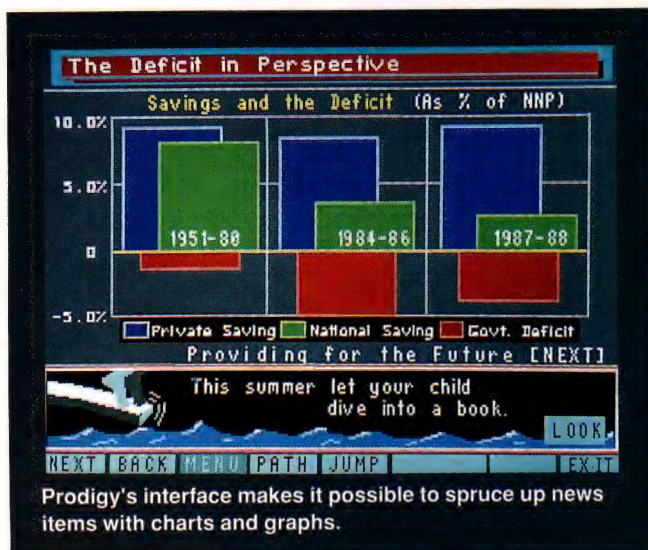 The Deficit in Perspective
Savings and the Deficit (As % of NNP)
10.0%
5.0%
0
-5.0%
1951-80
1984-86
1987-88
Private Saving National Saving Govt. Deficit
Providing for the Future [NEXT]
This summer let your child
dive into a book.
LOOK
NEXT BACK MENU PATH JUMP EXIT
Prodigy's interface makes it possible to spruce up news
items with charts and graphs.